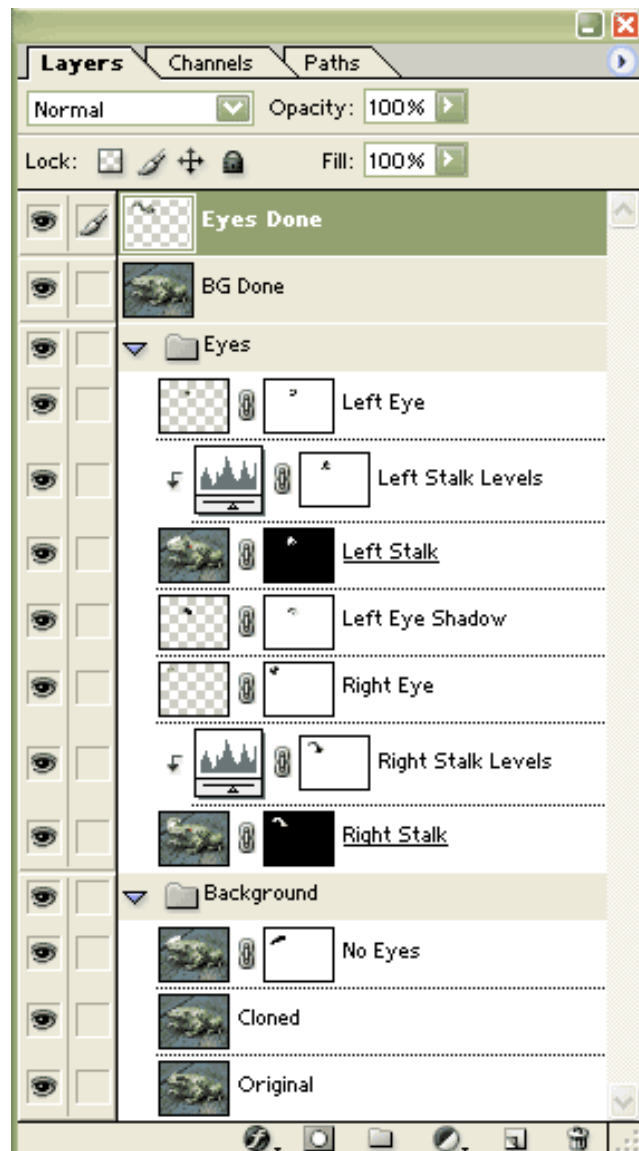 Layers Channels Paths
Normal Opacity: 100%
Lock: Fill: 100%
Eyes Done
BG Done
Eyes
Left Eye
Left Stalk Levels
Left Stalk
Left Eye Shadow
Right Eye
Right Stalk Levels
Right Stalk
Background
No Eyes
Cloned
Original